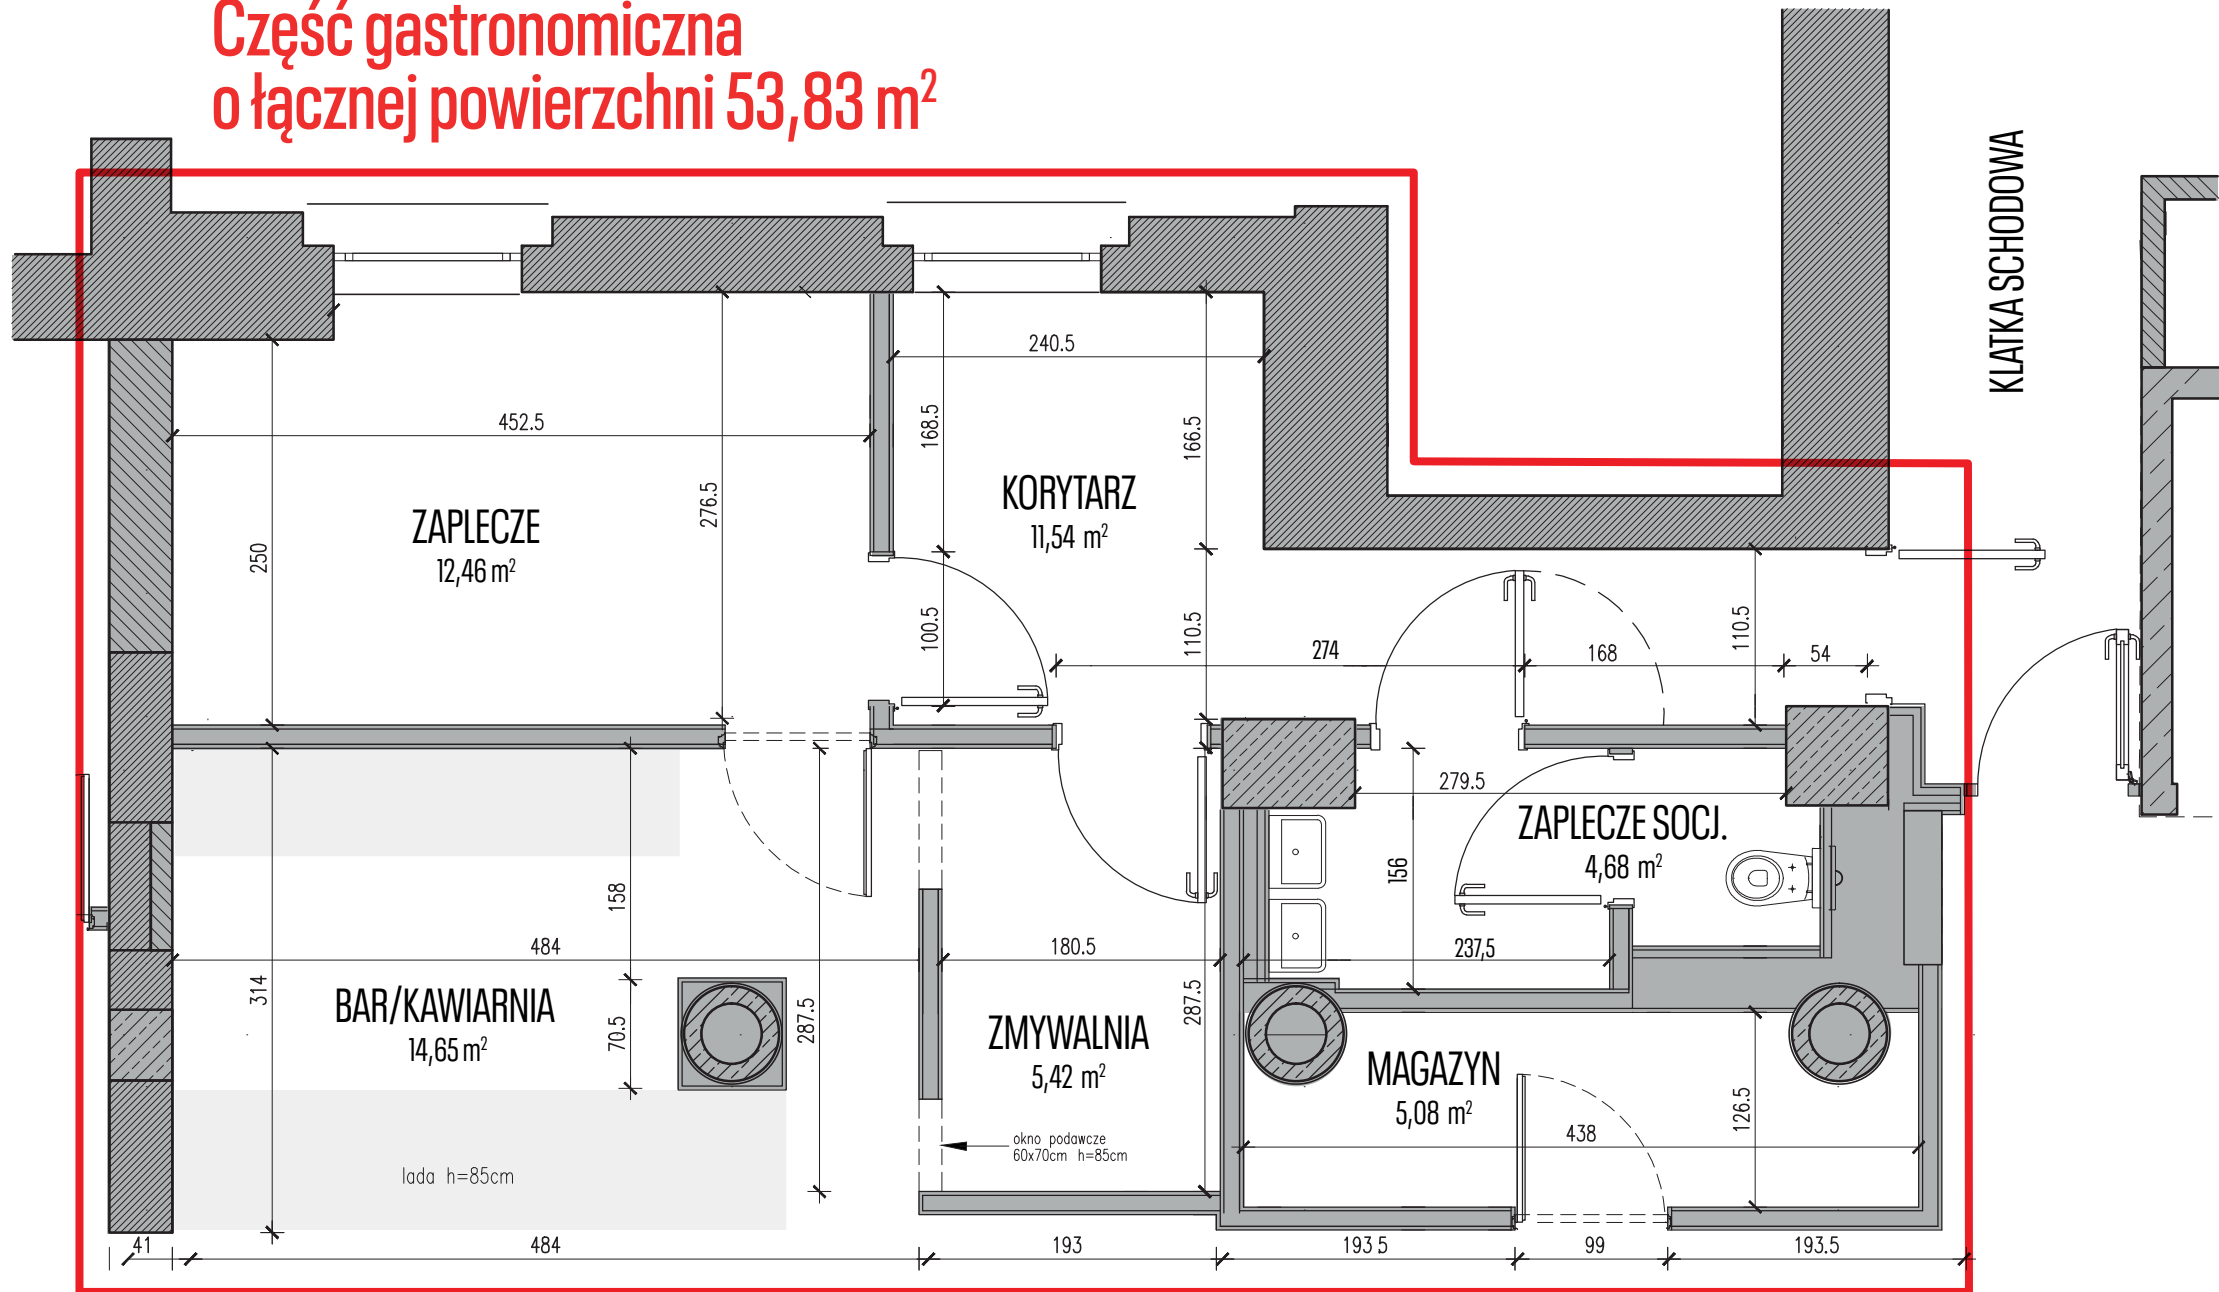 Część gastronomiczna
o łącznej powierzchni 53,83 m²
KLATKA SCHODOWA
240.5
452.5
168.5
166.5
276.5
250
ZAPLECZE
12,46 m²
KORYTARZ
11,54 m²
100.5
110.5
110.5
274
168
54
279.5
ZAPLECZE SOCJ.
4,68 m²
156
158
484
180.5
237,5
314
BAR/KAWIARNIA
14,65 m²
70.5
287.5
287.5
ZMYWALNIA
5,42 m²
MAGAZYN
5,08 m²
126.5
438
okno podawcze
60x70cm h=85cm
lada h=85cm
41
484
193
193 5
99
193.5